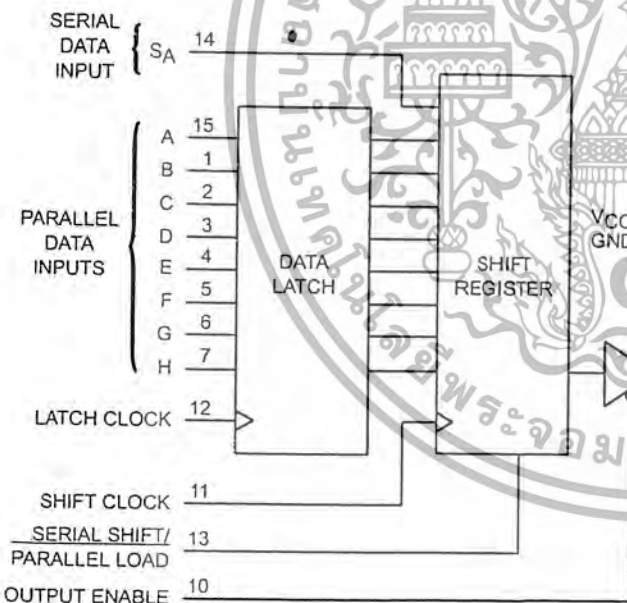 SERIAL
DATA
INPUT
SA 14
A 15
B 1
C 2
D 3
E 4
F 5
G 6
H 7
PARALLEL
DATA
INPUTS
DATA
LATCH
SHIFT
REGISTER
VCC
GND
LATCH CLOCK 12
SHIFT CLOCK 11
SERIAL SHIFT/
PARALLEL LOAD 13
OUTPUT ENABLE 10